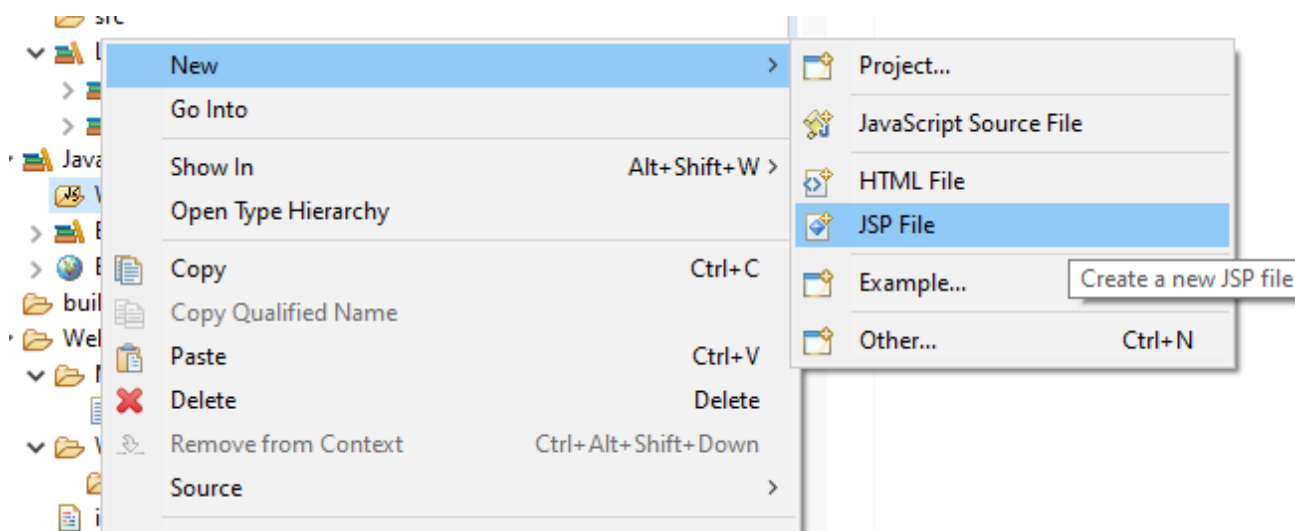 src
New >
Project...
Go Into
JavaScript Source File
Java
Show In Alt+Shift+W >
HTML File
Open Type Hierarchy
JSP File
Copy Ctrl+C
Example...
Create a new JSP file
Copy Qualified Name
Other... Ctrl+N
Paste Ctrl+V
Delete Delete
Remove from Context Ctrl+Alt+Shift+Down
Source >